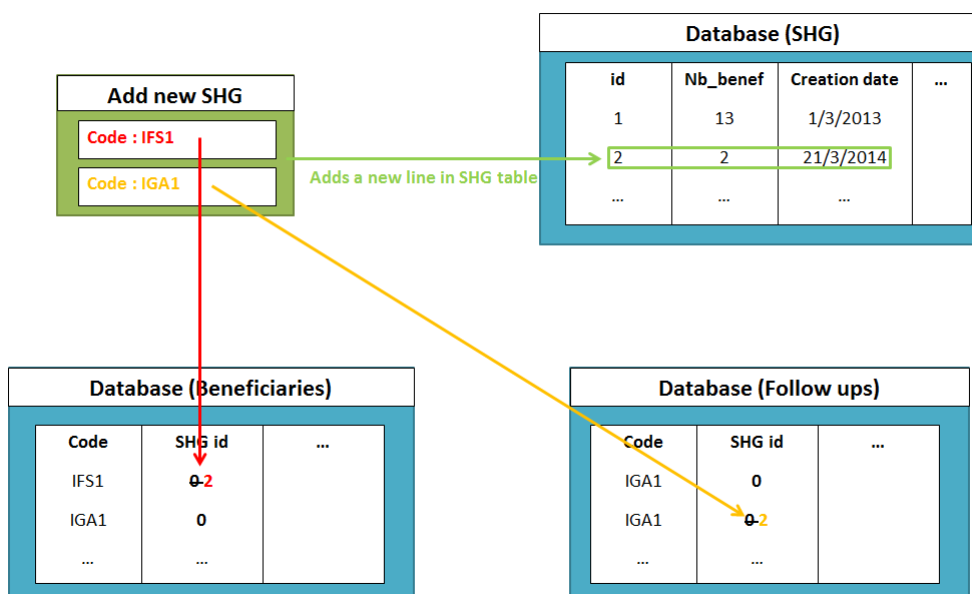 Database (SHG)
id Nb_benef Creation date ...
1 13 1/3/2013
2 2 21/3/2014
... ... ...
Add new SHG
Code : IFS1
Code : IGA1
Adds a new line in SHG table
Database (Beneficiaries)
Code SHG id ...
IFS1 0 2
IGA1 0
... ...
Database (Follow ups)
Code SHG id ...
IGA1 0
IGA1 0 2
... ...